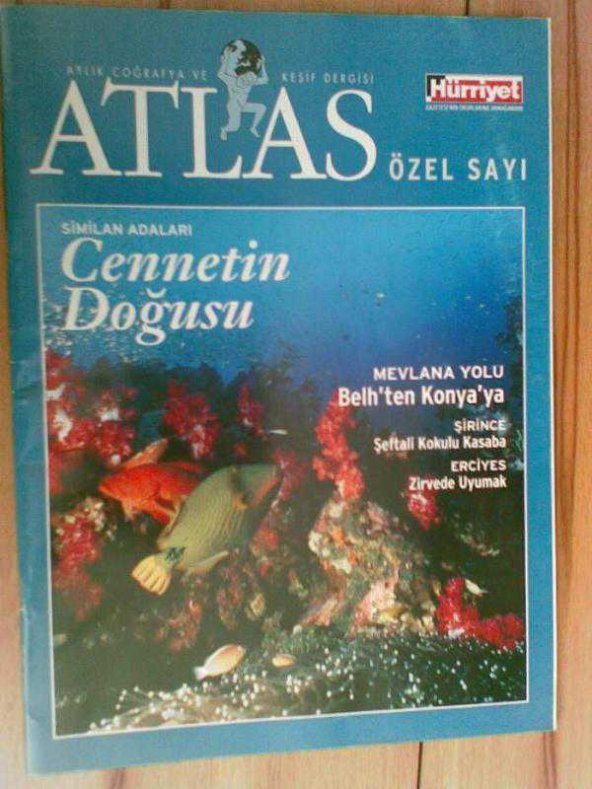 AYLIK COĞRAFYA VE KEŞİF DERGİSİ
ATLAS
Hürriyet
ÖZEL SAYI
SİMİLAN ADALARI
Cennetin
Doğusu
MEVLANA YOLU
Belh'ten Konya'ya
ŞİRİNCE
Şeftali Kokulu Kasaba
ERCİYES
Zirvede Uyumak